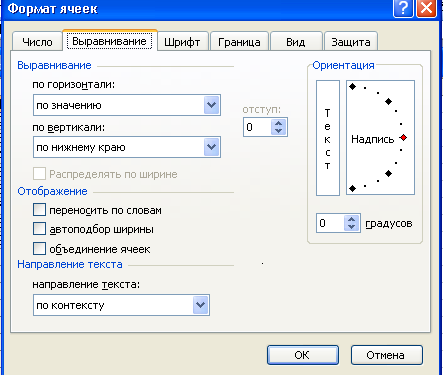 Формат ячеек
Число Выравнивание Шрифт Граница Вид Защита
Выравнивание
по горизонтали:
по значению
отступ:
по вертикали:
0
по нижнему краю
Распределять по ширине
Отображение
переносить по словам
автоподбор ширины
объединение ячеек
Направление текста
направление текста:
по контексту
Ориентация
Текст
Надпись
0 градусов
ОК Отмена